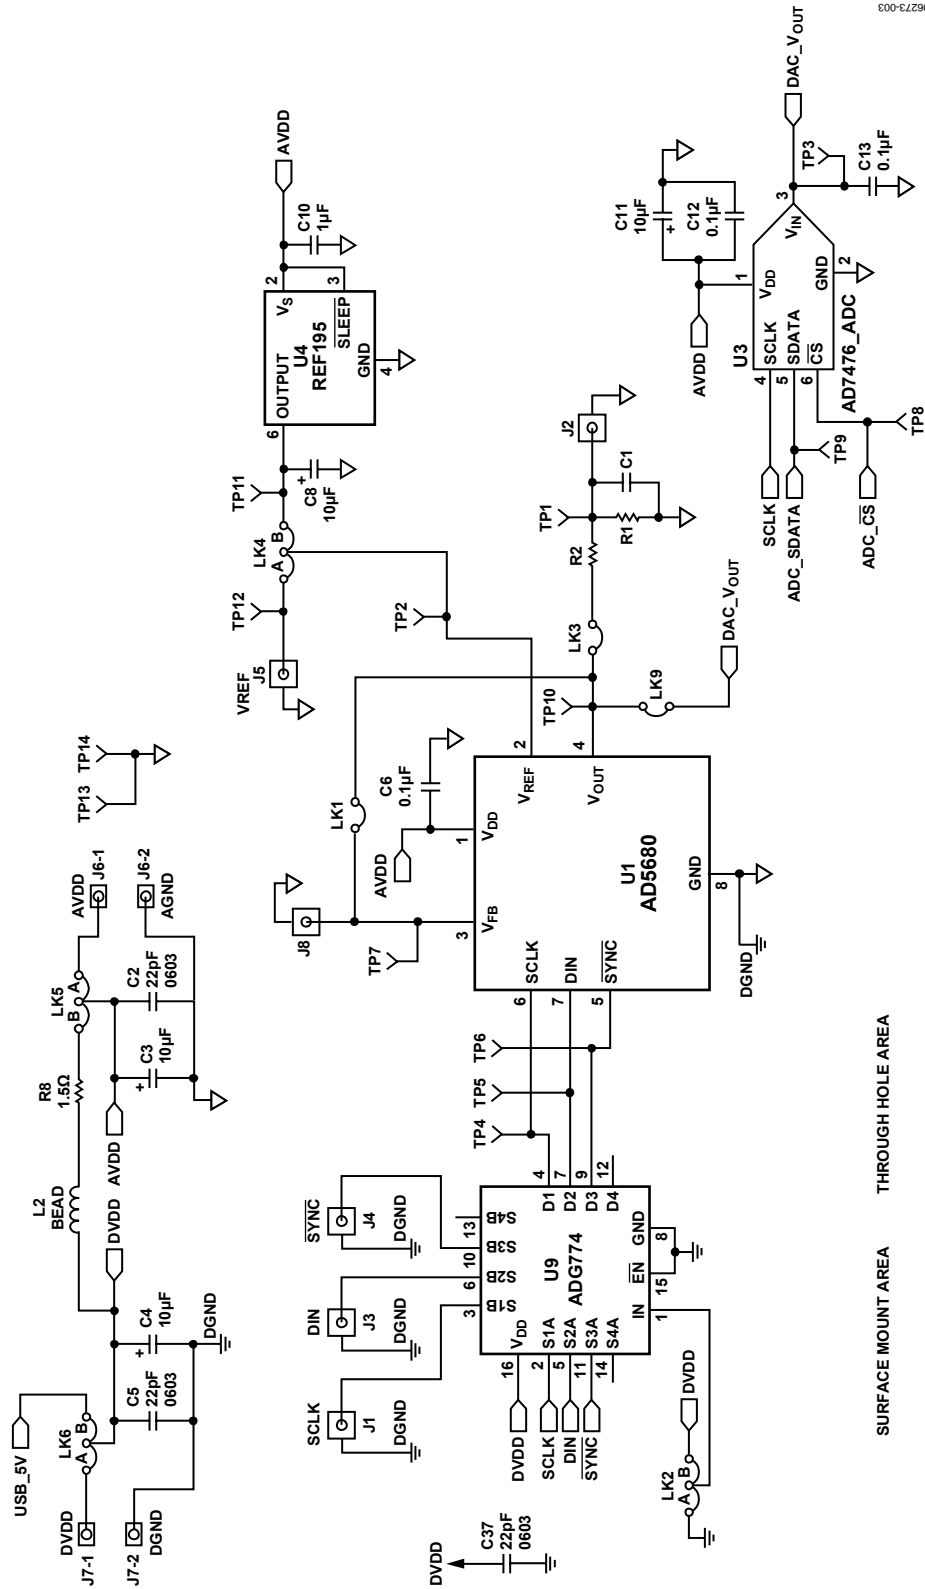 USB_5V
DVDD
J7-1
LK6
A
B
J7-2
DGND
C5
22pF
0603
C4
10µF
+
DGND
DVDD
L2
BEAD
R8
1.5Ω
AVDD
LK5
B
A
C3
10µF
+
C2
22pF
0603
AVDD
J6-1
J6-2
AGND
TP13
TP14
VREF
J5
TP12
LK4
A
B
TP11
TP2
C8
10µF
+
6
OUTPUT
U4
REF195
VS
2
SLEEP
3
GND
4
C10
1µF
AVDD
DVDD
C37
22pF
0603
SCLK
J1
DGND
DIN
J3
DGND
SYNC
J4
DGND
3
6
10
13
S1B
S2B
S3B
S4B
U9
ADG774
DVDD
16
VDD
SCLK
2
S1A
DIN
5
S2A
SYNC
11
S3A
14
S4A
IN
1
EN
15
GND
8
D1
4
D2
7
D3
9
D4
12
LK2
A
B
DVDD
TP4
TP5
TP6
J8
TP7
LK1
AVDD
C6
0.1µF
3
VFB
1
VDD
6
SCLK
7
DIN
5
SYNC
U1
AD5680
VREF
2
VOUT
4
GND
8
DGND
TP10
LK9
DAC_VOUT
LK3
R2
TP1
R1
C1
J2
AVDD
C11
10µF
+
C12
0.1µF
U3
1
VDD
SCLK
4
SCLK
ADC_SDATA
5
SDATA
ADC_CS
6
CS
TP9
TP8
GND
2
VIN
3
AD7476_ADC
DAC_VOUT
TP3
C13
0.1µF
SURFACE MOUNT AREA
THROUGH HOLE AREA